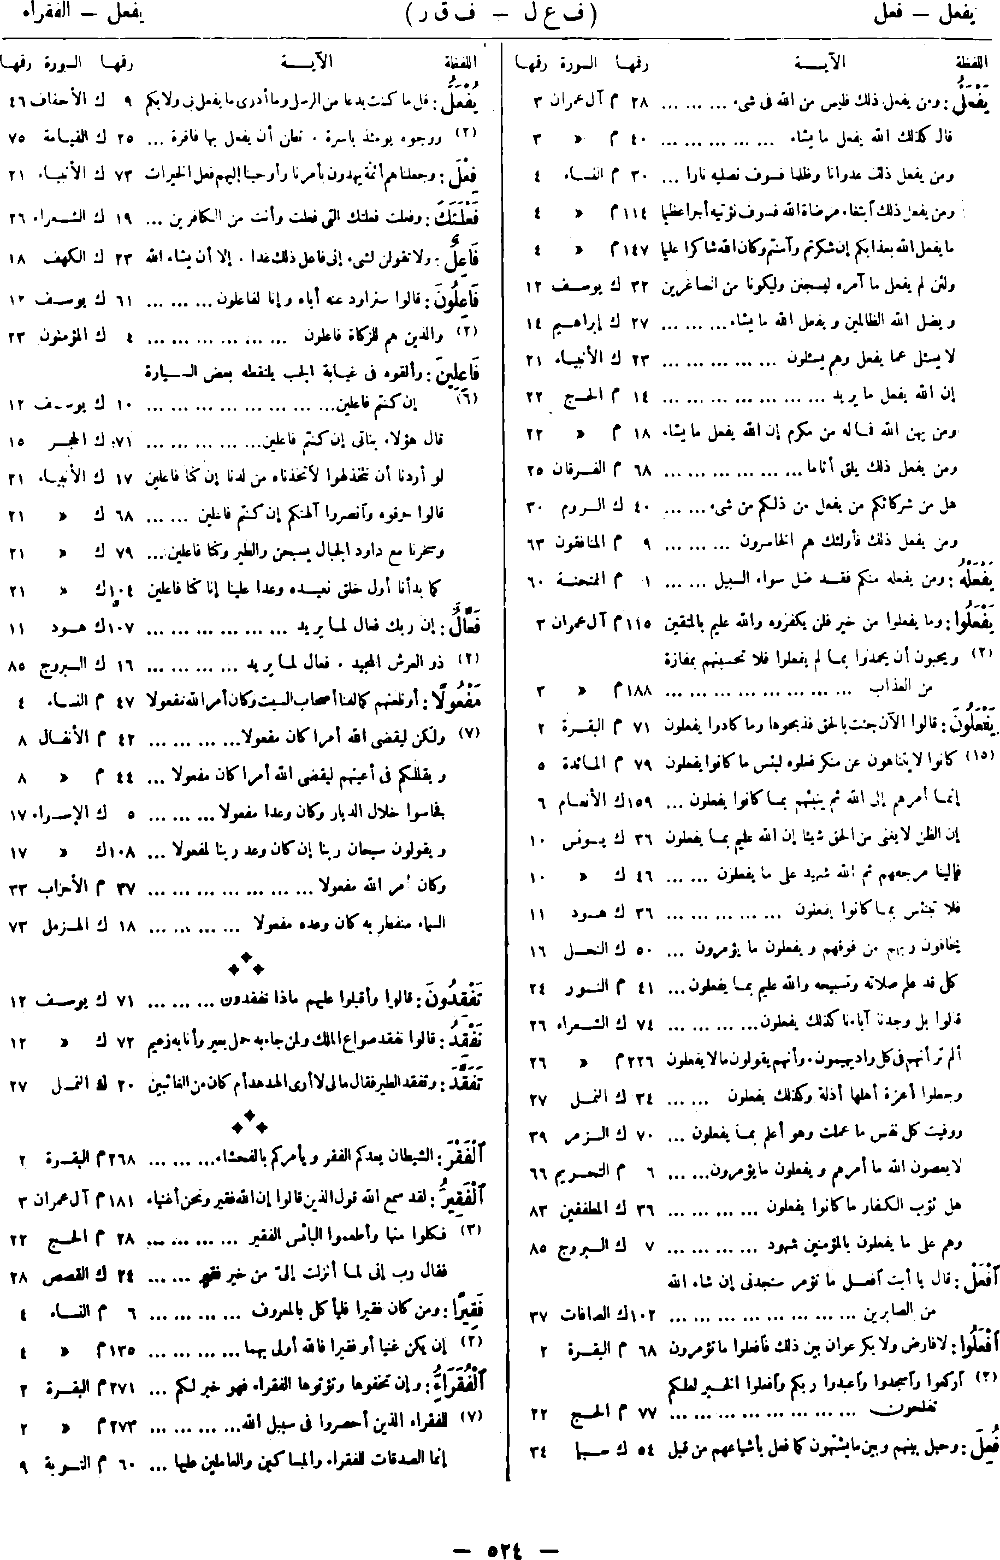 يفعل — فعل (ف ع ل — ف ق ر) يفعل — الفقراء
اللفظة الآيــة رقمها السورة رقمها
يَفْعَلْ : ومن يفعل ذلك فليس من الله فى شىء ... ... ... ٢٨ م آل عمران ٣
قال كذلك الله يفعل ما يشاء ... ... ... ... ٤٠ م » ٣
ومن يفعل ذلك عدوانا وظلما فسوف نصليه نارا ... ٣٠ م النساء ٤
ومن يفعل ذلك ابتغاء مرضاة الله فسوف نؤتيه أجرا عظيما ١١٤ م » ٤
ما يفعل الله بعذابكم إن شكرتم وآمنتم وكان الله شاكرا عليما ١٤٧ م » ٤
ولئن لم يفعل ما آمره ليسجنن وليكونا من الصاغرين ٣٢ ك يوسف ١٢
ويضل الله الظالمين ويفعل الله ما يشاء ... ... ... ٢٧ ك إبراهيم ١٤
لا يسئل عما يفعل وهم يسئلون ... ... ... ... ٢٣ ك الأنبياء ٢١
إن الله يفعل ما يريد ... ... ... ... ... ... ١٤ م الحج ٢٢
ومن يهن الله فما له من مكرم إن الله يفعل ما يشاء ١٨ م » ٢٢
ومن يفعل ذلك يلق أثاما ... ... ... ... ... ... ٦٨ م الفرقان ٢٥
هل من شركائكم من يفعل من ذلكم من شىء ... ... ٤٠ ك الروم ٣٠
ومن يفعل ذلك فأولئك هم الخاسرون ... ... ... ٩ م المنافقون ٦٣
يَفْعَلْهُ : ومن يفعله منكم فقد ضل سواء السبيل ... ... ١ م الممتحنة ٦٠
يَفْعَلُوا : وما يفعلوا من خير فلن يكفروه والله عليم بالمتقين ١١٥ م آل عمران ٣
(٢) ويحبون أن يحمدوا بما لم يفعلوا فلا تحسبنهم بمفازة
من العذاب ... ... ... ... ... ... ... ... ١٨٨ م » ٣
يَفْعَلُونَ : قالوا الآن جئت بالحق فذبحوها وما كادوا يفعلون ٧١ م البقرة ٢
(١٥) كانوا لا يتناهون عن منكر فعلوه لبئس ما كانوا يفعلون ٧٩ م المائدة ٥
إنما أمرهم إلى الله ثم ينبئهم بما كانوا يفعلون ... ١٥٩ ك الأنعام ٦
إن الظن لا يغنى من الحق شيئا إن الله عليم بما يفعلون ٣٦ ك يونس ١٠
فإلينا مرجعهم ثم الله شهيد على ما يفعلون ... ... ٤٦ ك » ١٠
فلا تبتئس بما كانوا يفعلون ... ... ... ... ... ٣٦ ك هود ١١
يخافون ربهم من فوقهم ويفعلون ما يؤمرون ... ... ٥٠ ك النحل ١٦
كل قد علم صلاته وتسبيحه والله عليم بما يفعلون ... ٤١ م النور ٢٤
قالوا بل وجدنا آباءنا كذلك يفعلون ... ... ... ... ٧٤ ك الشعراء ٢٦
ألم تر أنهم فى كل واد يهيمون ۰ وأنهم يقولون مالا يفعلون ٢٢٦ م » ٢٦
وجعلوا أعزة أهلها أذلة وكذلك يفعلون ... ... ٣٤ ك النمل ٢٧
ووفيت كل نفس ما عملت وهو أعلم بما يفعلون ... ٧٠ ك الزمر ٣٩
لا يعصون الله ما أمرهم ويفعلون ما يؤمرون ... ... ٦ م التحريم ٦٦
هل ثوب الكفار ما كانوا يفعلون ... ... ... ... ٣٦ ك المطففين ٨٣
وهم على ما يفعلون بالمؤمنين شهود ... ... ... ... ٧ ك البروج ٨٥
اَفْعَلْ : قال يا أبت أفعل ما تؤمر ستجدنى إن شاء الله
من الصابرين ... ... ... ... ... ... ... ... ١٠٢ ك الصافات ٣٧
اَفْعَلُوا : لا فارض ولا بكر عوان بين ذلك فأفعلوا ما تؤمرون ٦٨ م البقرة ٢
(٢) أركعوا وأسجدوا وأعبدوا ربكم وأفعلوا الخير لعلكم
تفلحون ... ... ... ... ... ... ... ... ٧٧ م الحج ٢٢
فُعِلَ : وحيل بينهم وبين ما يشتهون كما فعل بأشياعهم من قبل ٥٤ ك سبأ ٣٤
اللفظة الآيــة رقمها السورة رقمها
يُفْعَلُ : قل ما كنت بدعا من الرسل وما أدرى ما يفعل بى ولا بكم ٩ ك الأحقاف ٤٦
(٢) ووجوه يومئذ باسرة ۰ تظن أن يفعل بها فاقرة ... ٢٥ ك القيامة ٧٥
فِعْلَ : وجعلناهم أئمة يهدون بأمرنا وأوحينا إليهم فعل الخيرات ٧٣ ك الأنبياء ٢١
فَعْلَتَكَ : وفعلت فعلتك التى فعلت وأنت من الكافرين ... ١٩ ك الشعراء ٢٦
فَاعِلٌ : ولا تقولن لشىء إنى فاعل ذلك غدا ۰ إلا أن يشاء الله ٢٣ ك الكهف ١٨
فَاعِلُونَ : قالوا سنراود عنه أباه وإنا لفاعلون ... ... ... ٦١ ك يوسف ١٢
(٢) والذين هم للزكاة فاعلون ... ... ... ... ... ... ٤ ك المؤمنون ٢٣
فَاعِلِينَ : وألقوه فى غيابة الجب يلتقطه بعض السيارة
(٦) إن كنتم فاعلين ... ... ... ... ... ... ... ١٠ ك يوسف ١٢
قال هؤلاء بناتى إن كنتم فاعلين ... ... ... ... ٧١ ك الحجر ١٥
لو أردنا أن نتخذ لهوا لآتخذناه من لدنا إن كنا فاعلين ١٧ ك الأنبياء ٢١
قالوا حرقوه وآنصروا آلهتكم إن كنتم فاعلين ... ... ٦٨ ك » ٢١
وسخرنا مع داود الجبال يسبحن والطير وكنا فاعلين ... ٧٩ ك » ٢١
كما بدأنا أول خلق نعيده وعدا علينا إنا كنا فاعلين ١٠٤ ك » ٢١
فَعَّالٌ : إن ربك فعال لما يريد ... ... ... ... ... ... ١٠٧ ك هود ١١
(٢) ذو العرش المجيد ۰ فعال لما يريد ... ... ... ... ١٦ ك البروج ٨٥
مَفْعُولًا : أو نلعنهم كما لعنا أصحاب السبت وكان أمر الله مفعولا ٤٧ م النساء ٤
(٧) ولكن ليقضى الله أمرا كان مفعولا ... ... ... ... ٤٢ م الأنفال ٨
ويقللكم فى أعينهم ليقضى الله أمرا كان مفعولا ... ٤٤ م » ٨
فجاسوا خلال الديار وكان وعدا مفعولا ... ... ... ٥ ك الإسراء ١٧
ويقولون سبحان ربنا إن كان وعد ربنا لمفعولا ... ١٠٨ ك » ١٧
وكان أمر الله مفعولا ... ... ... ... ... ... ... ٣٧ م الأحزاب ٣٣
السماء منفطر به كان وعده مفعولا ... ... ... ... ١٨ ك المزمل ٧٣
تَفْقِدُونَ : قالوا وأقبلوا عليهم ماذا تفقدون ... ... ... ٧١ ك يوسف ١٢
نَفْقِدُ : قالوا نفقد صواع الملك ولمن جاء به حمل بعير وأنا به زعيم ٧٢ ك » ١٢
تَفَقَّدَ : وتفقد الطير فقال مالى لا أرى الهدهد أم كان من الغائبين ٢٠ ك النمل ٢٧
اَلْفَقْرَ : الشيطان يعدكم الفقر ويأمركم بالفحشاء ... ... ... ٢٦٨ م البقرة ٢
اَلْفَقِيرُ : لقد سمع الله قول الذين قالوا إن الله فقير ونحن أغنياء ١٨١ م آل عمران ٣
(٣) فكلوا منها وأطعموا البائس الفقير ... ... ... ... ٢٨ م الحج ٢٢
فقال رب إنى لما أنزلت إلىّ من خير فقير ... ... ٢٤ ك القصص ٢٨
فَقِيرًا : ومن كان فقيرا فليأكل بالمعروف ... ... ... ... ٦ م النساء ٤
(٢) إن يكن غنيا أو فقيرا فالله أولى بهما ... ... ... ... ١٣٥ م » ٤
اَلْفُقَرَاءُ : وإن تخفوها وتؤتوها الفقراء فهو خير لكم ... ٢٧١ م البقرة ٢
(٧) للفقراء الذين أحصروا فى سبيل الله ... ... ... ... ٢٧٣ م » ٢
إنما الصدقات للفقراء والمساكين والعاملين عليها ... ٦٠ م التوبة ٩
— ٥٢٤ —